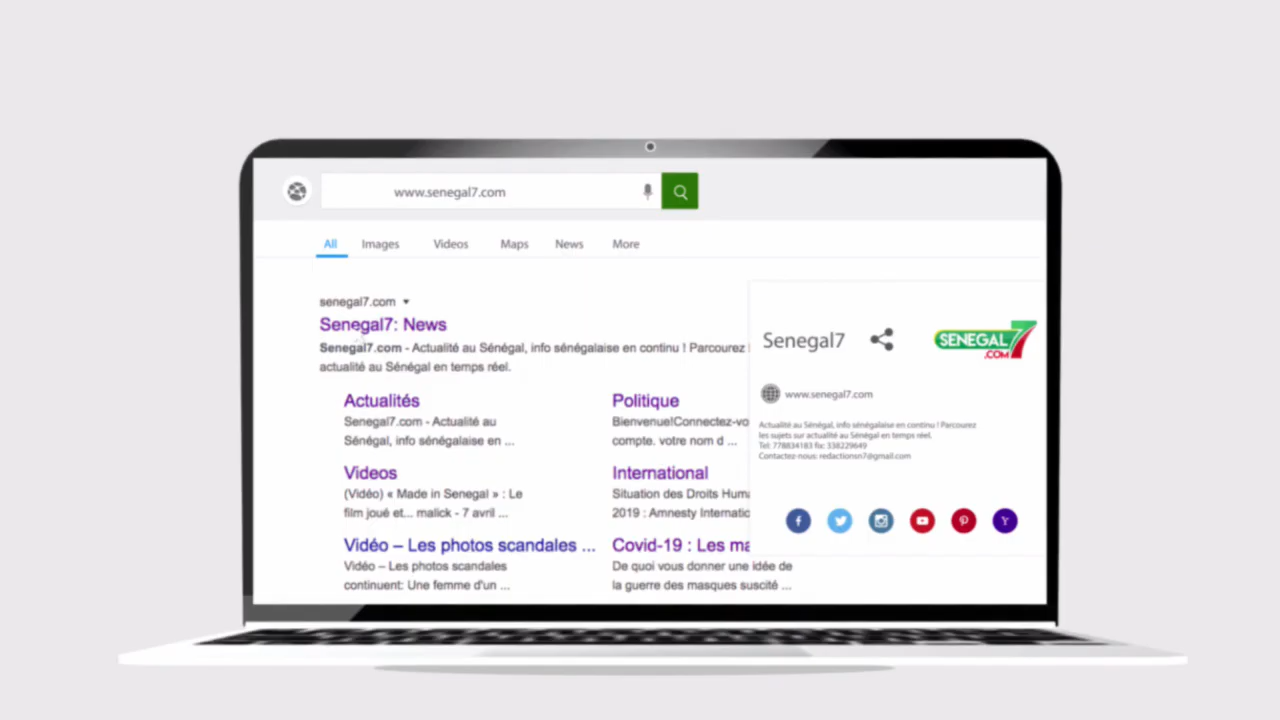 www.senegal7.com
All Images Videos Maps News More
senegal7.com
Senegal7: News
Senegal7.com - Actualité au Sénégal, info sénégalaise en continu ! Parcourez
actualité au Sénégal en temps réel.
Actualités
Senegal7.com - Actualité au
Sénégal, info sénégalaise en ...
Politique
Bienvenue!Connectez-vo
compte. votre nom d ...
Videos
(Vidéo) « Made in Senegal » : Le
film joué et... malick - 7 avril ...
International
Situation des Droits Huma
2019 : Amnesty Internatio
Vidéo – Les photos scandales ...
Vidéo – Les photos scandales
continuent: Une femme d'un ...
Covid-19 : Les ma
De quoi vous donner une idée de
la guerre des masques suscité ...
Senegal7
SENEGAL 7
.COM
www.senegal7.com
Actualité au Sénégal, info sénégalaise en continu ! Parcourez
les sujets sur actualité au Sénégal en temps réel.
Tel: 778834183 fix: 338229649
Contactez-nous: redactionsn7@gmail.com